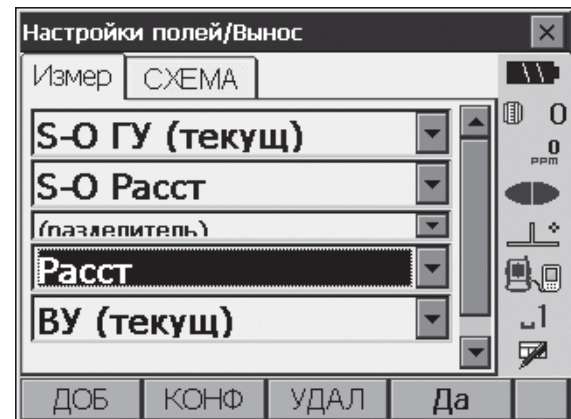 Настройки полей/Вынос
Измер СХЕМА
S-O ГУ (текущ)
S-O Расст
(разделитель)
Расст
ВУ (текущ)
0
0
ppm
1
ДОБ КОНФ УДАЛ Да